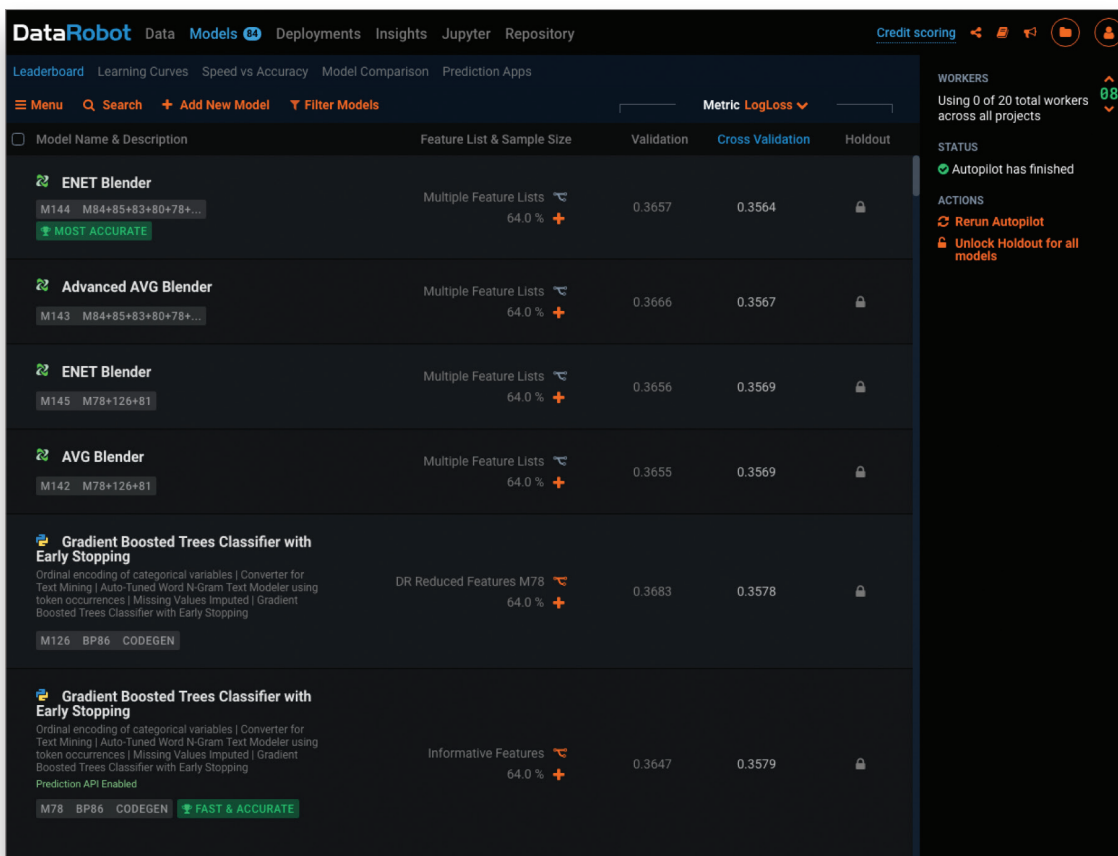 DataRobot Data Models 84 Deployments Insights Jupyter Repository Credit scoring
Leaderboard Learning Curves Speed vs Accuracy Model Comparison Prediction Apps
Menu Search + Add New Model Filter Models Metric LogLoss
Model Name & Description Feature List & Sample Size Validation Cross Validation Holdout
ENET Blender
M144 M84+85+83+80+78+...
MOST ACCURATE
Multiple Feature Lists
64.0 % +
0.3657 0.3564
Advanced AVG Blender
M143 M84+85+83+80+78+...
Multiple Feature Lists
64.0 % +
0.3666 0.3567
ENET Blender
M145 M78+126+81
Multiple Feature Lists
64.0 % +
0.3656 0.3569
AVG Blender
M142 M78+126+81
Multiple Feature Lists
64.0 % +
0.3655 0.3569
Gradient Boosted Trees Classifier with
Early Stopping
Ordinal encoding of categorical variables | Converter for
Text Mining | Auto-Tuned Word N-Gram Text Modeler using
token occurrences | Missing Values Imputed | Gradient
Boosted Trees Classifier with Early Stopping
M126 BP86 CODEGEN
DR Reduced Features M78
64.0 % +
0.3683 0.3578
Gradient Boosted Trees Classifier with
Early Stopping
Ordinal encoding of categorical variables | Converter for
Text Mining | Auto-Tuned Word N-Gram Text Modeler using
token occurrences | Missing Values Imputed | Gradient
Boosted Trees Classifier with Early Stopping
Prediction API Enabled
M78 BP86 CODEGEN FAST & ACCURATE
Informative Features
64.0 % +
0.3647 0.3579
WORKERS
Using 0 of 20 total workers
across all projects
08
STATUS
Autopilot has finished
ACTIONS
Rerun Autopilot
Unlock Holdout for all
models